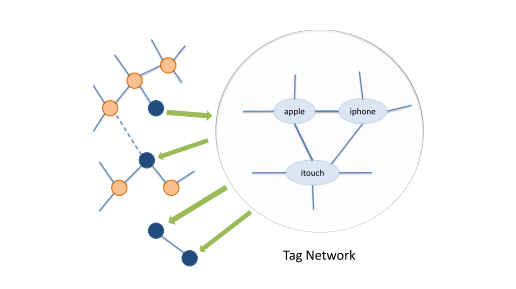 apple
iphone
itouch
Tag Network